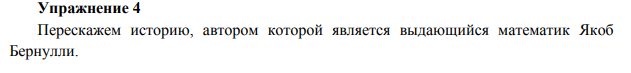 Упражнение 4
Перескажем историю, автором которой является выдающийся математик Якоб
Бернулли.